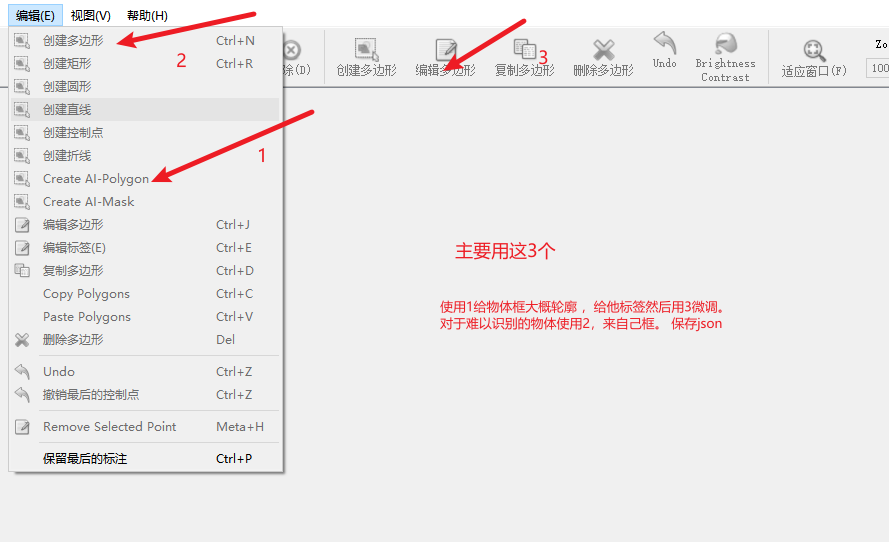 编辑(E) 视图(V) 帮助(H)
创建多边形 Ctrl+N
创建矩形 Ctrl+R
创建圆形
创建直线
创建控制点
创建折线
Create AI-Polygon
Create AI-Mask
编辑多边形 Ctrl+J
编辑标签(E) Ctrl+E
复制多边形 Ctrl+D
Copy Polygons Ctrl+C
Paste Polygons Ctrl+V
删除多边形 Del
Undo Ctrl+Z
撤销最后的控制点 Ctrl+Z
Remove Selected Point Meta+H
保留最后的标注 Ctrl+P
2
1
除(D)
创建多边形
编辑多边形
复制多边形
3
删除多边形
Undo
Brightness
Contrast
适应窗口(F)
Zo
100
主要用这3个
使用1给物体框大概轮廓 ，给他标签然后用3微调。
对于难以识别的物体使用2，来自己框。 保存json